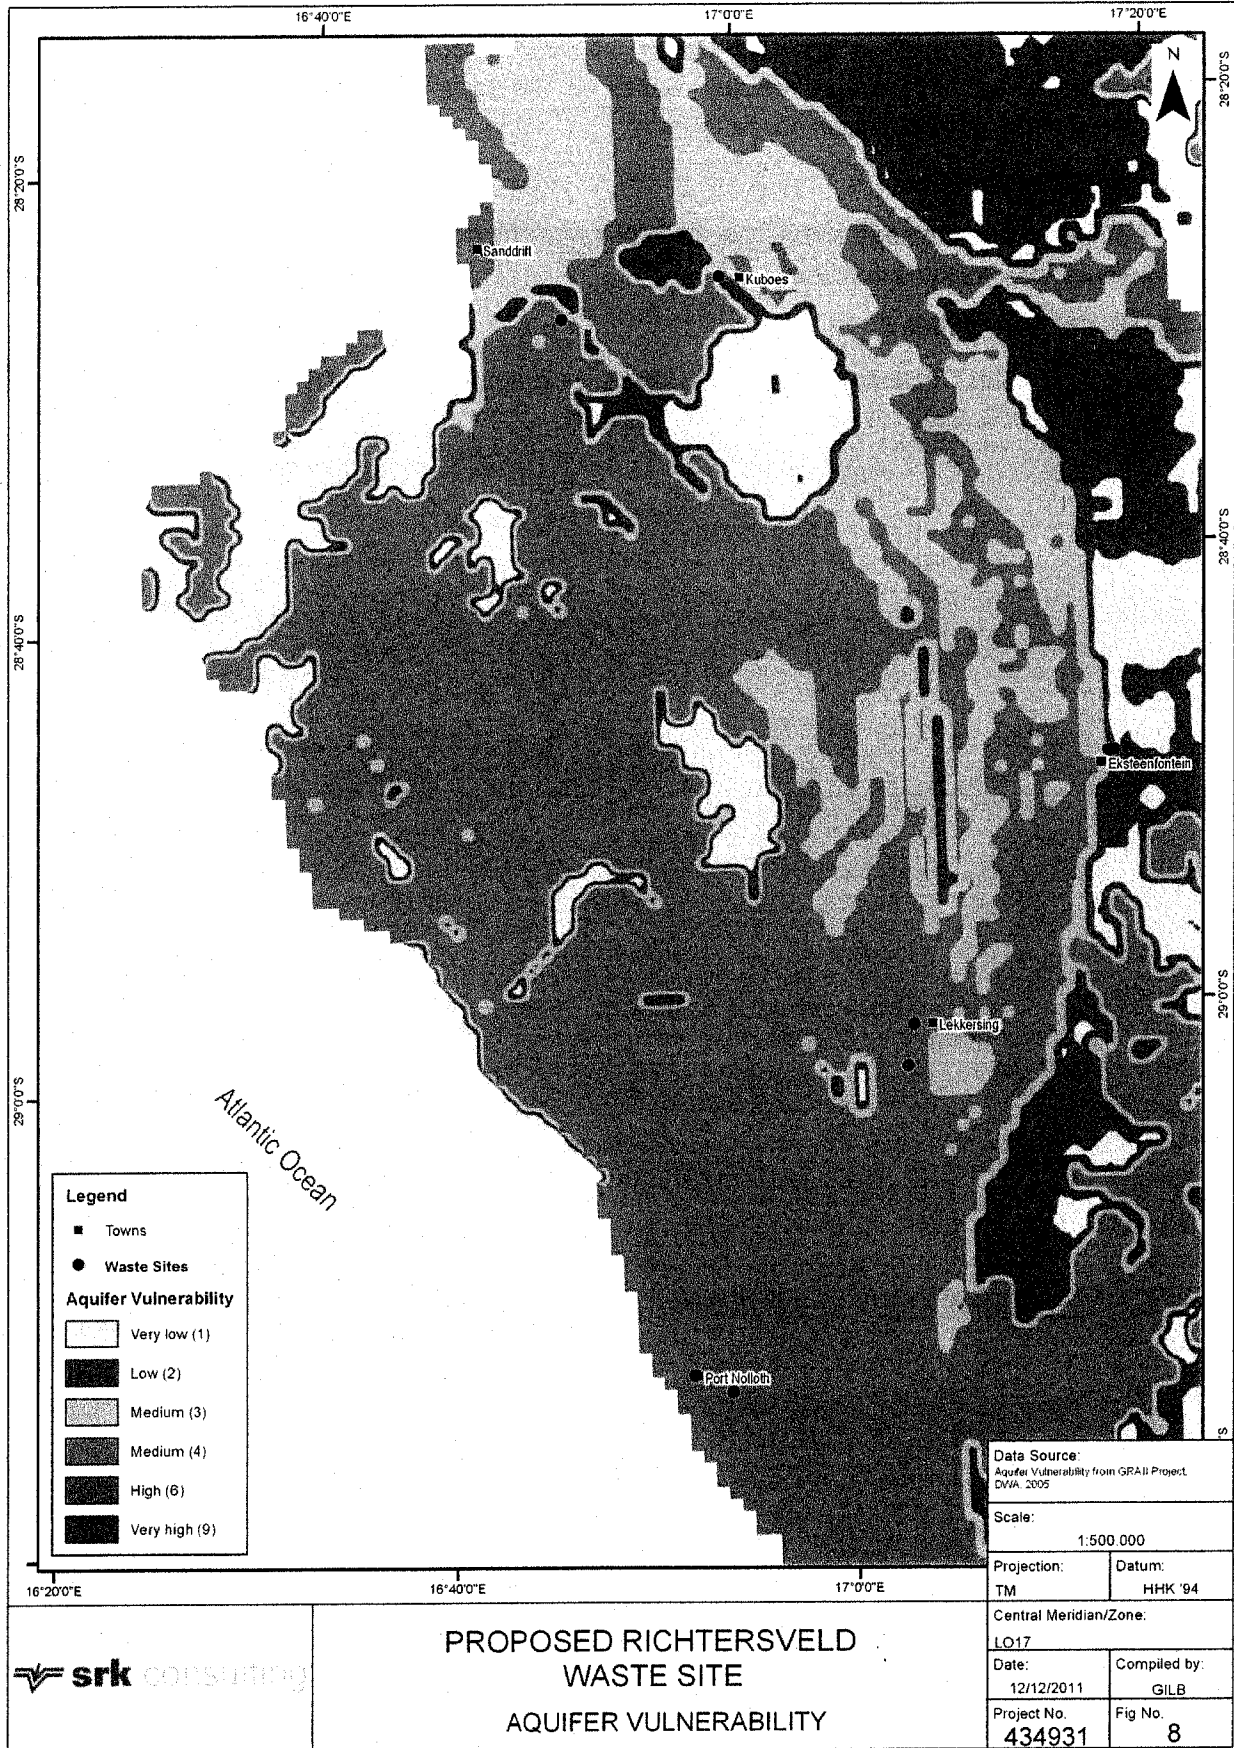 16°40'0"E
17°0'0"E
17°20'0"E
N
28°20'0"S
28°20'0"S
Sanddrift
Kuboes
28°40'0"S
28°40'0"S
Eksteenfontein
29°0'0"S
Lekkersing
29°0'0"S
Atlantic Ocean
Legend
Towns
Waste Sites
Aquifer Vulnerability
Very low (1)
Low (2)
Medium (3)
Medium (4)
High (6)
Very high (9)
Port Nolloth
"S
Data Source:
Aquifer Vulnerability from GRAII Project,
DWA. 2005
Scale:
1:500.000
Projection:
TM
Datum:
HHK '94
Central Meridian/Zone:
LO17
Date:
12/12/2011
Compiled by:
GILB
Project No.
434931
Fig No.
8
16°20'0"E
16°40'0"E
17°0'0"E
srk consulting
PROPOSED RICHTERSVELD
WASTE SITE
AQUIFER VULNERABILITY